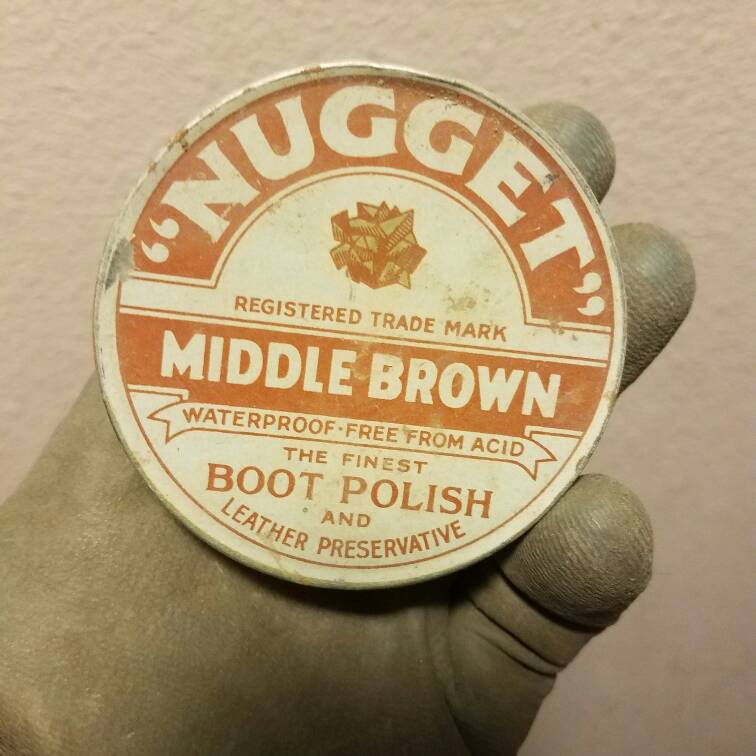 “NUGGET”
REGISTERED TRADE MARK
MIDDLE BROWN
WATERPROOF·FREE FROM ACID
THE FINEST
BOOT POLISH
AND
LEATHER PRESERVATIVE